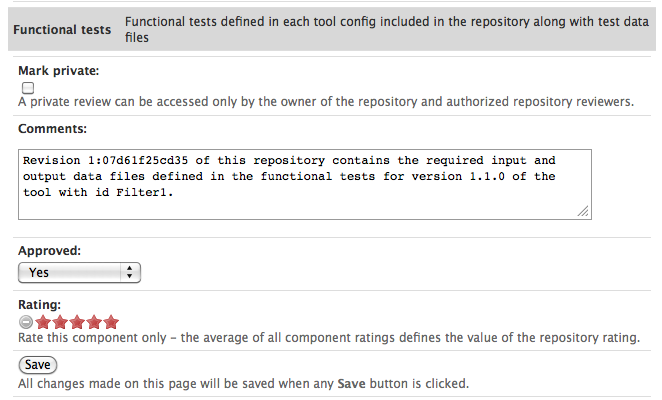 Functional tests
Functional tests defined in each tool config included in the repository along with test data
files
Mark private:
A private review can be accessed only by the owner of the repository and authorized repository reviewers.
Comments:
Revision 1:07d61f25cd35 of this repository contains the required input and
output data files defined in the functional tests for version 1.1.0 of the
tool with id Filter1.
Approved:
Yes
Rating:
Rate this component only – the average of all component ratings defines the value of the repository rating.
Save
All changes made on this page will be saved when any Save button is clicked.